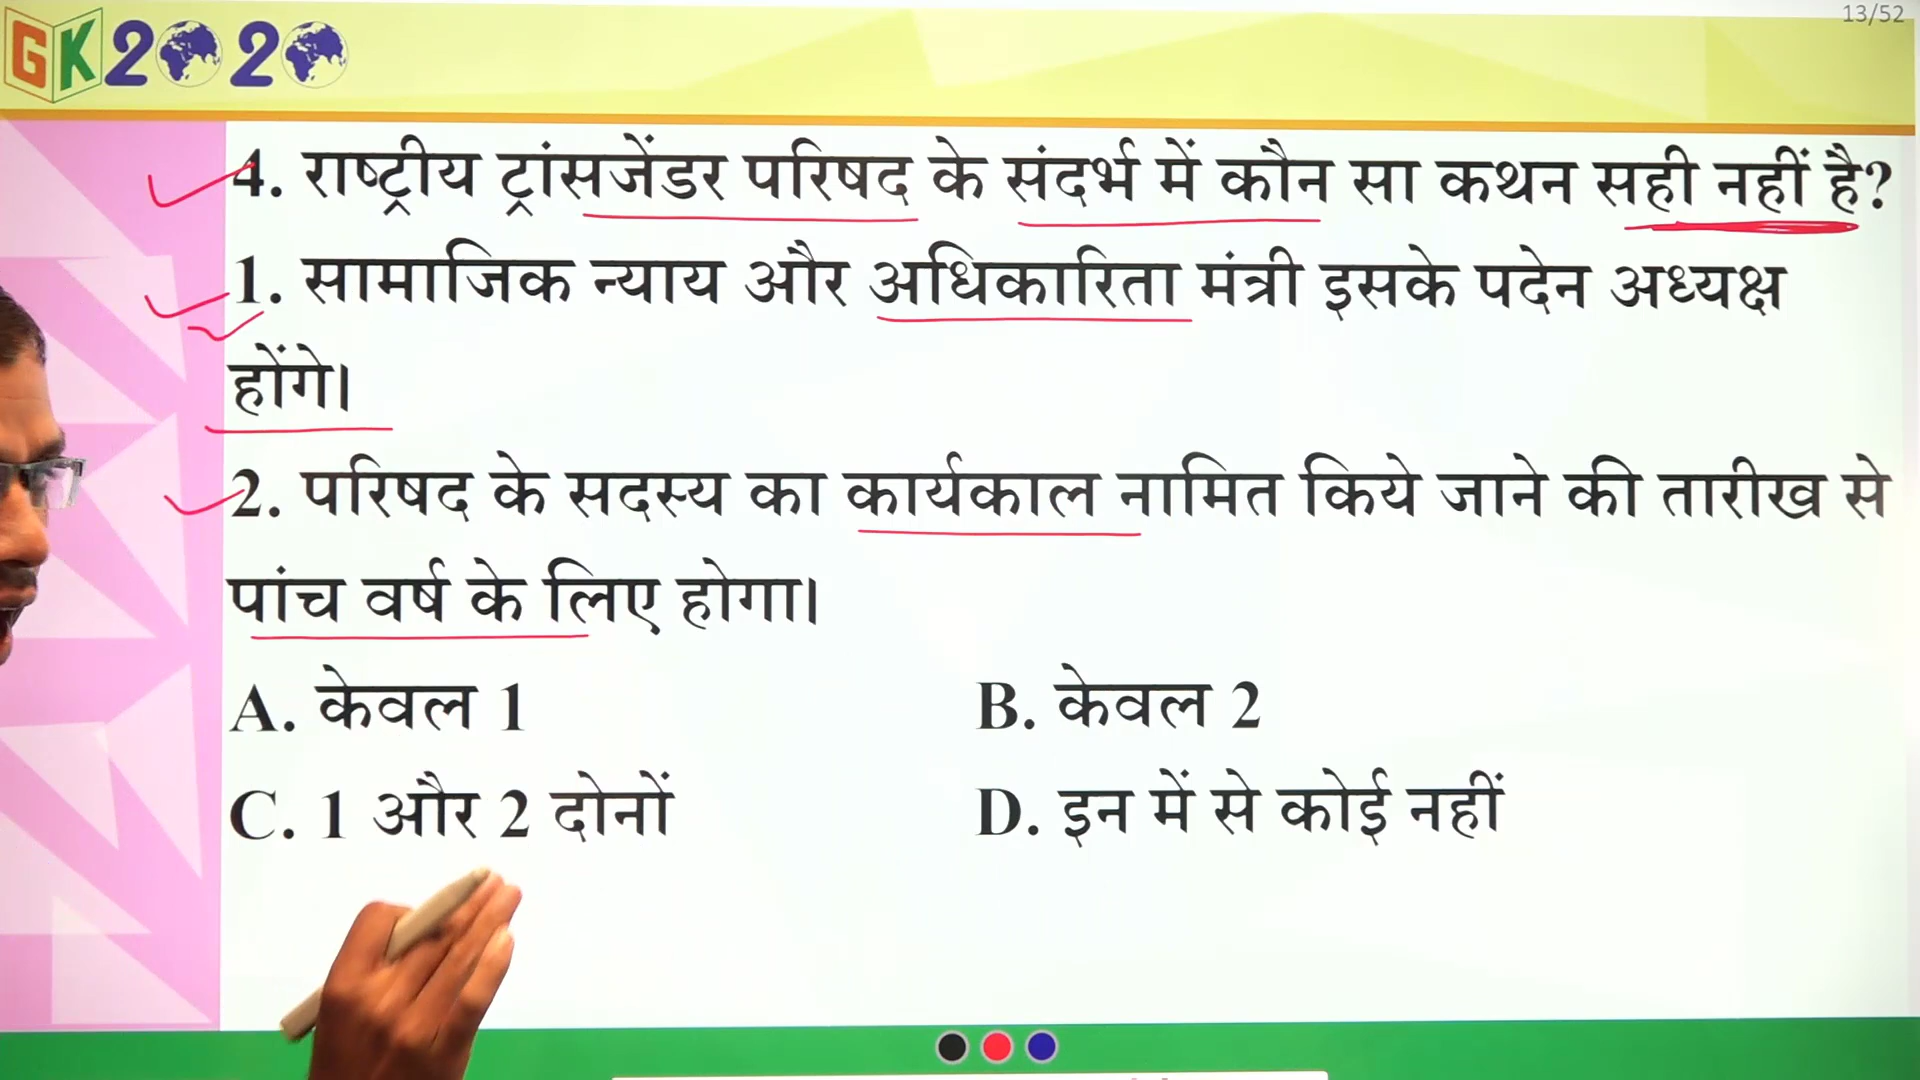 13/52
GK2020
4. राष्ट्रीय ट्रांसजेंडर परिषद के संदर्भ में कौन सा कथन सही नहीं है?
1. सामाजिक न्याय और अधिकारिता मंत्री इसके पदेन अध्यक्ष
होंगे।
2. परिषद के सदस्य का कार्यकाल नामित किये जाने की तारीख से
पांच वर्ष के लिए होगा।
A. केवल 1 B. केवल 2
C. 1 और 2 दोनों D. इन में से कोई नहीं